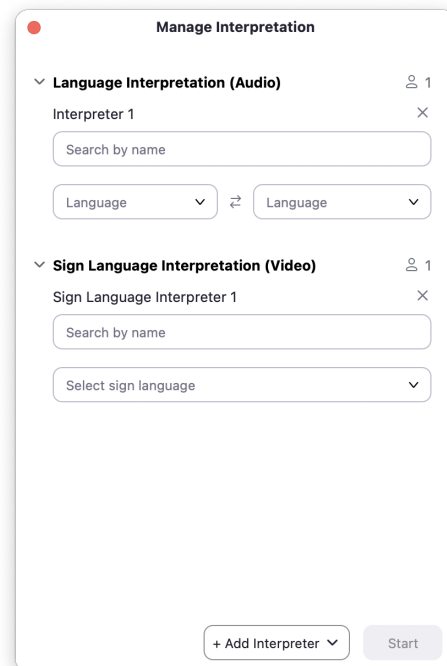 Manage Interpretation
Language Interpretation (Audio) 1
Interpreter 1
Search by name
Language Language
Sign Language Interpretation (Video) 1
Sign Language Interpreter 1
Search by name
Select sign language
+ Add Interpreter Start